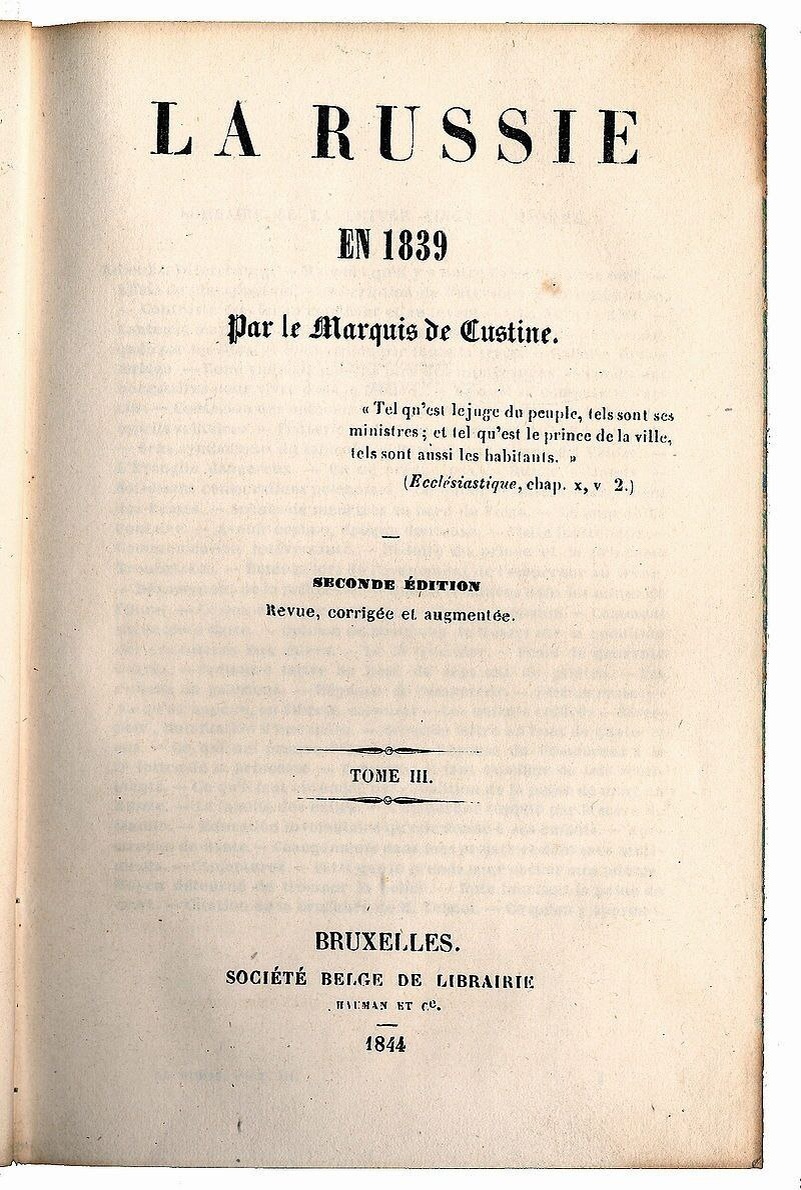 LA RUSSIE
EN 1839
Par le Marquis de Custine.
« Tel qu'est le juge du peuple, tels sont ses
ministres ; et tel qu'est le prince de la ville,
tels sont aussi les habitants. »
(Ecclésiastique, chap. x, v 2.)
SECONDE ÉDITION
Revue, corrigée et augmentée.
TOME III.
BRUXELLES.
SOCIÉTÉ BELGE DE LIBRAIRIE
HAUMAN ET Ce.
1844